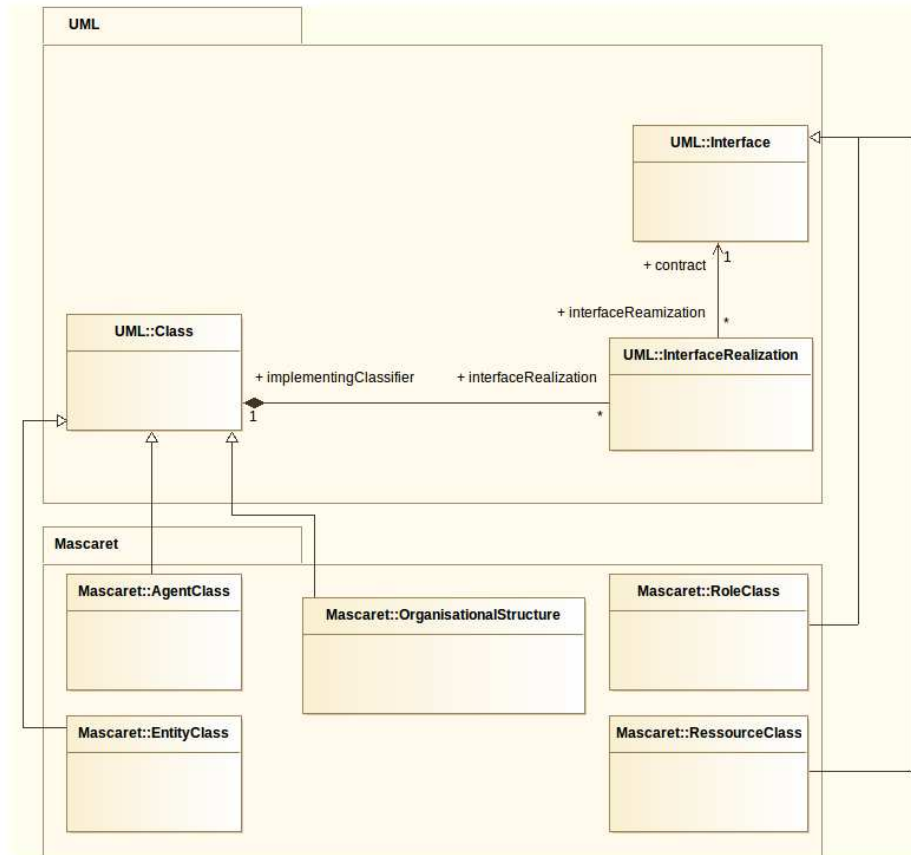 UML
UML::Interface
+ contract
1
+ interfaceReamization
*
UML::Class
UML::InterfaceRealization
+ implementingClassifier
+ interfaceRealization
1
*
Mascaret
Mascaret::AgentClass
Mascaret::OrganisationalStructure
Mascaret::RoleClass
Mascaret::EntityClass
Mascaret::RessourceClass